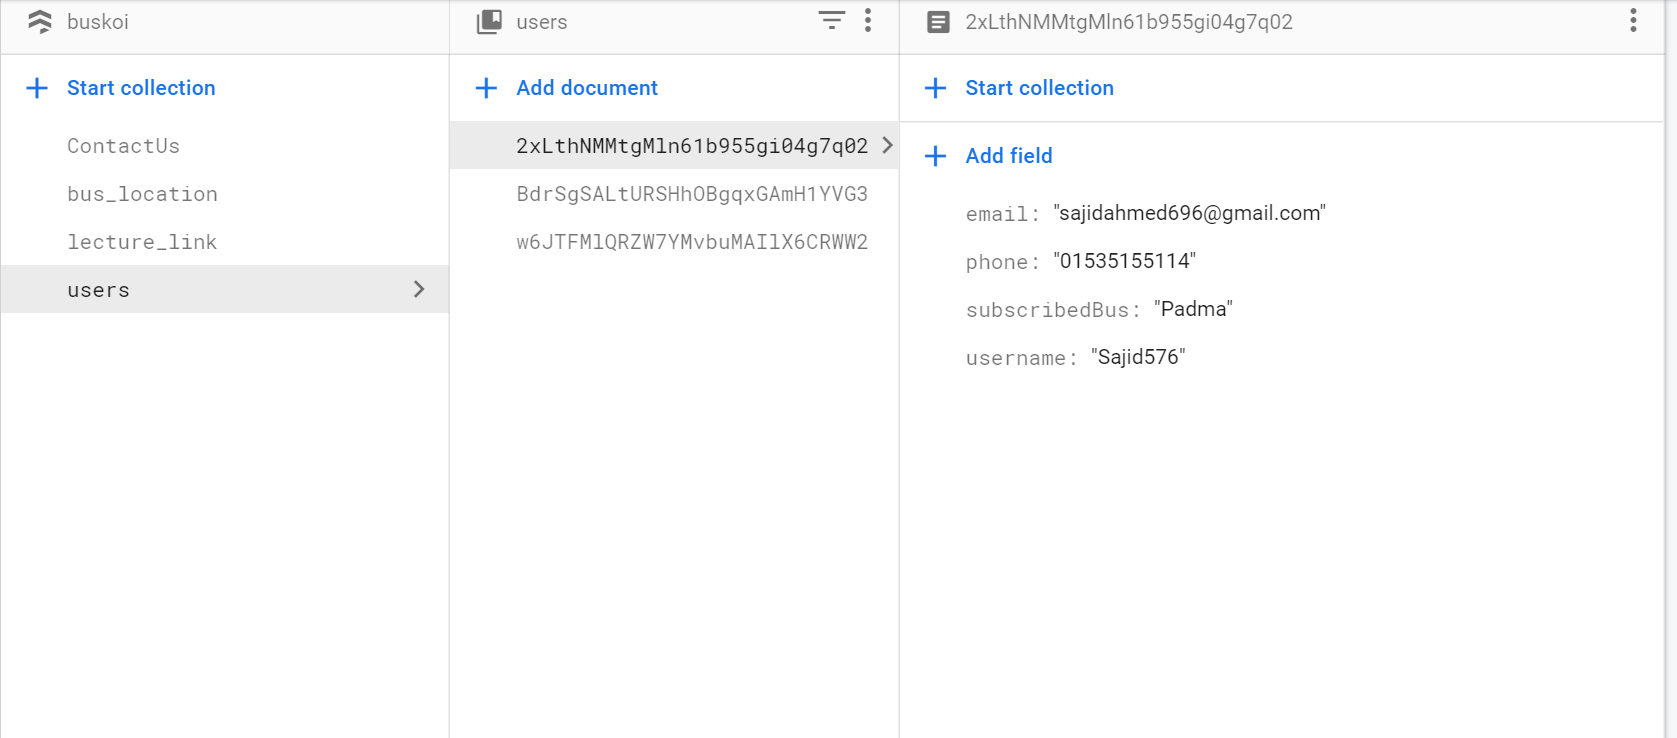 buskoi
Start collection
ContactUs
bus_location
lecture_link
users
users
Add document
2xLthNMMtgMln61b955gi04g7q02
BdrSgSALtURSHhOBgqxGAmH1YVG3
w6JTFMlQRZW7YMvbuMAIlX6CRWW2
2xLthNMMtgMln61b955gi04g7q02
Start collection
Add field
email: "sajidahmed696@gmail.com"
phone: "01535155114"
subscribedBus: "Padma"
username: "Sajid576"